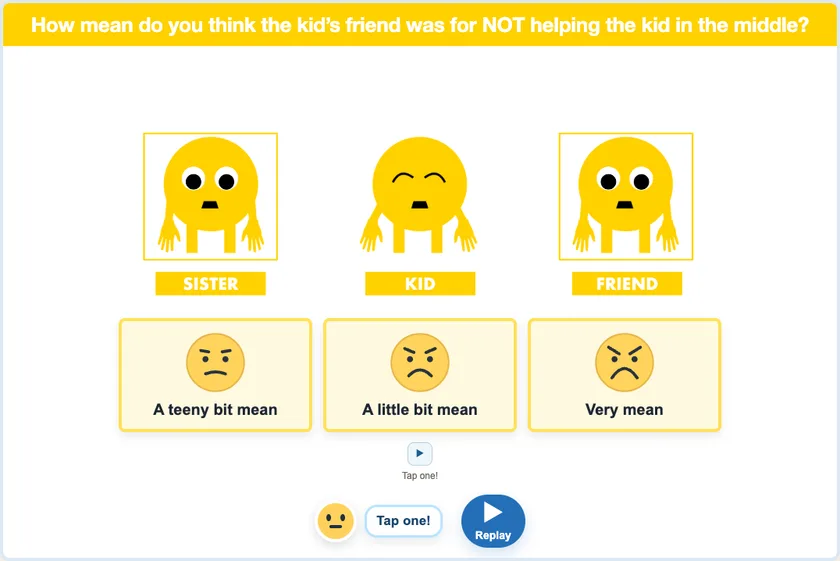 How mean do you think the kid's friend was for NOT helping the kid in the middle?
SISTER
KID
FRIEND
A teeny bit mean
A little bit mean
Very mean
Tap one!
Tap one!
Replay